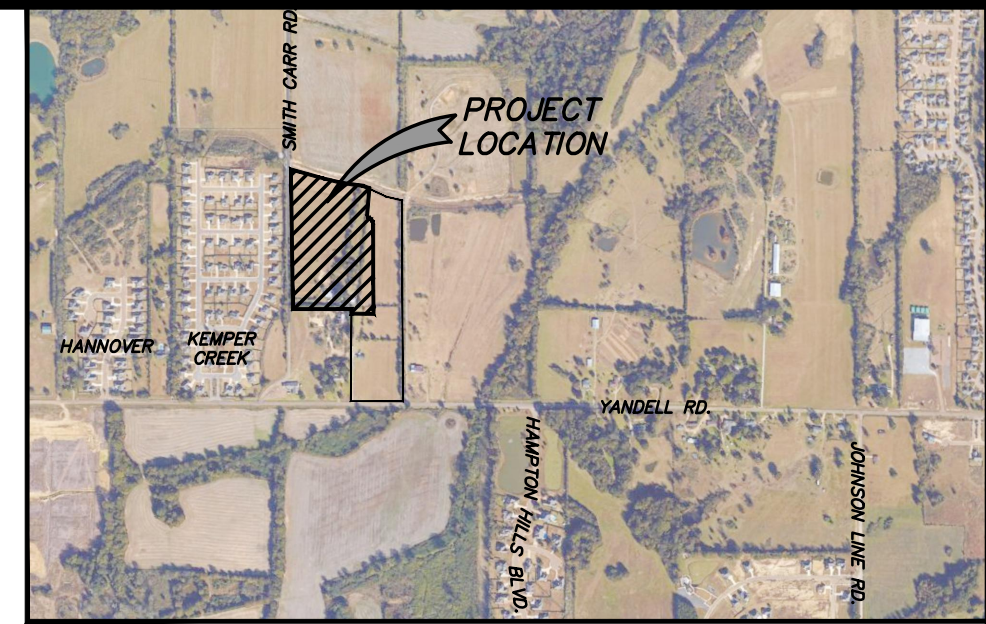 SMITH CARR RD.
PROJECT
LOCATION
HANNOVER
KEMPER
CREEK
YANDELL RD.
HAMPTON HILLS BLVD.
JOHNSON LINE RD.